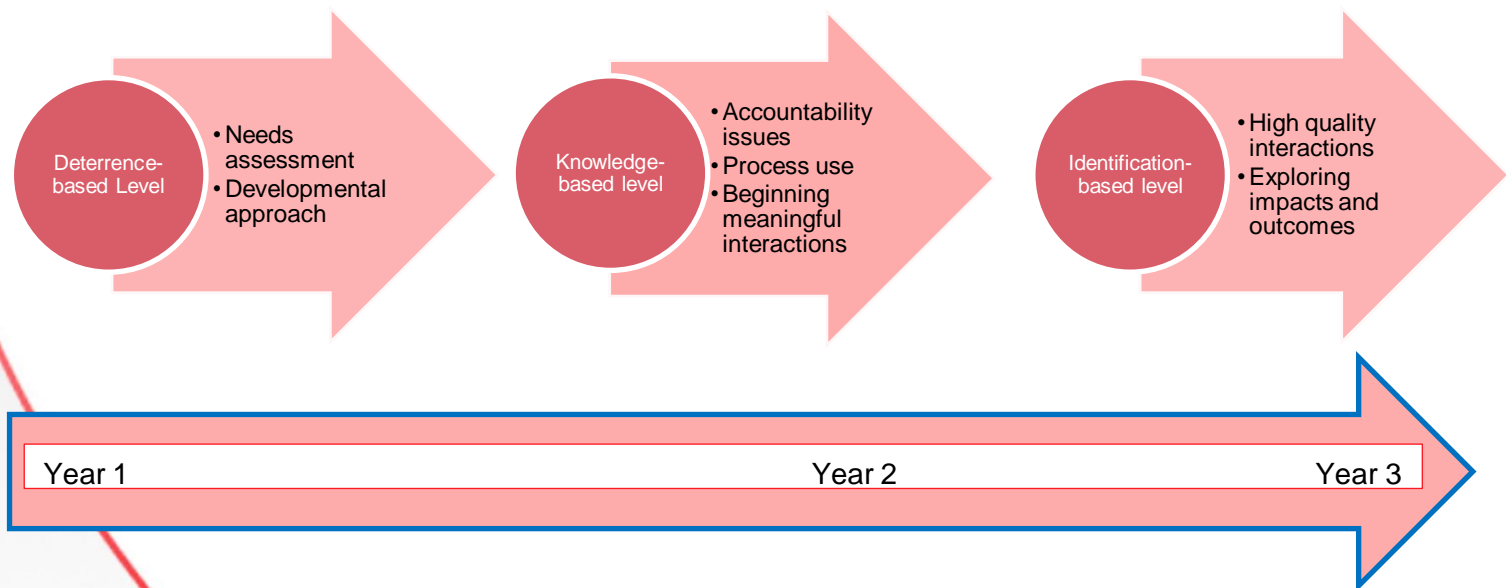 Deterrence-
based Level
• Needs
assessment
• Developmental
approach
Knowledge-
based level
• Accountability
issues
• Process use
• Beginning
meaningful
interactions
Identification-
based level
• High quality
interactions
• Exploring
impacts and
outcomes
Year 1
Year 2
Year 3